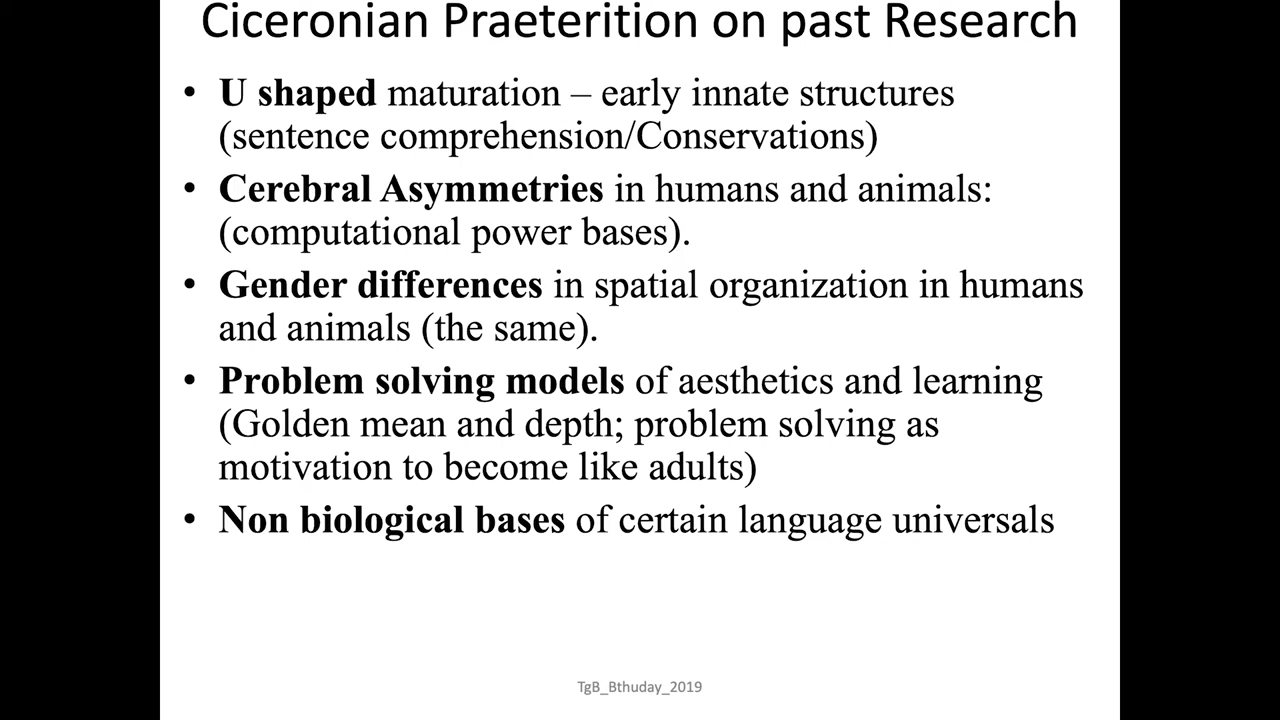 Ciceronian Praeterition on past Research
• U shaped maturation – early innate structures
(sentence comprehension/Conservations)
• Cerebral Asymmetries in humans and animals:
(computational power bases).
• Gender differences in spatial organization in humans
and animals (the same).
• Problem solving models of aesthetics and learning
(Golden mean and depth; problem solving as
motivation to become like adults)
• Non biological bases of certain language universals
TgB_Bthuday_2019